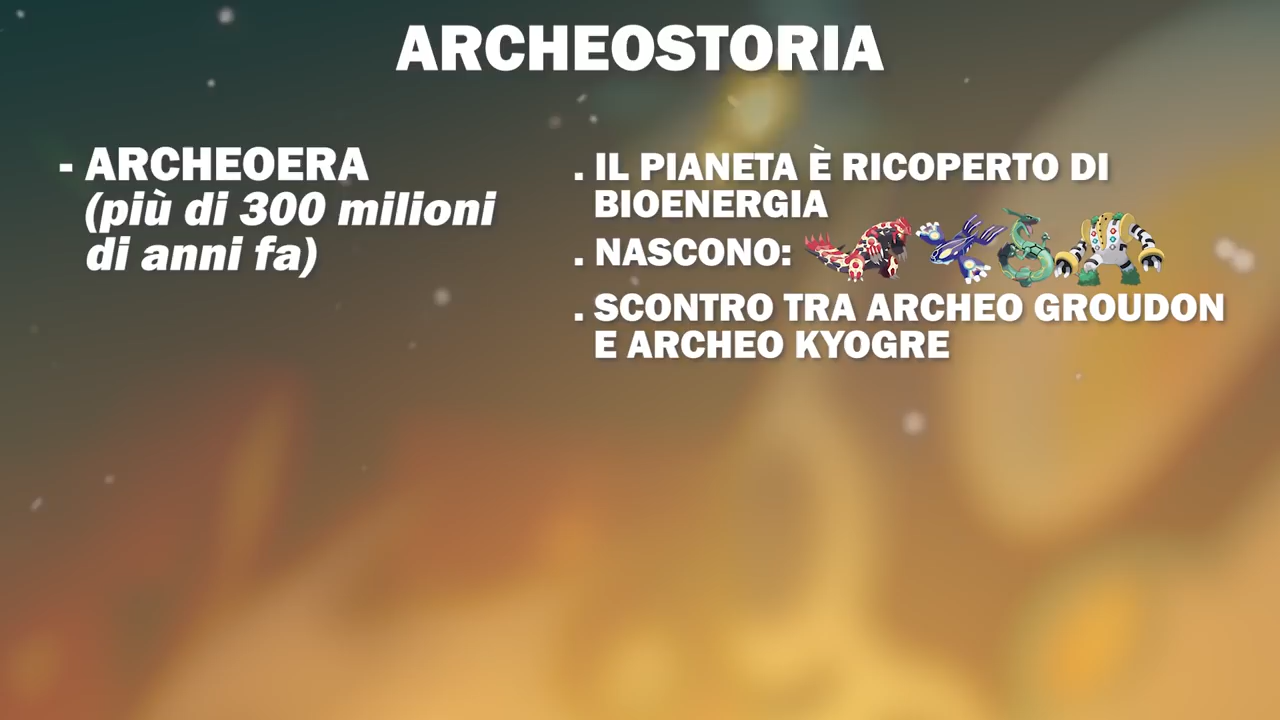 ARCHEOSTORIA
- ARCHEOERA
(più di 300 milioni
di anni fa)
. IL PIANETA È RICOPERTO DI
BIOENERGIA
. NASCONO:
. SCONTRO TRA ARCHEO GROUDON
E ARCHEO KYOGRE